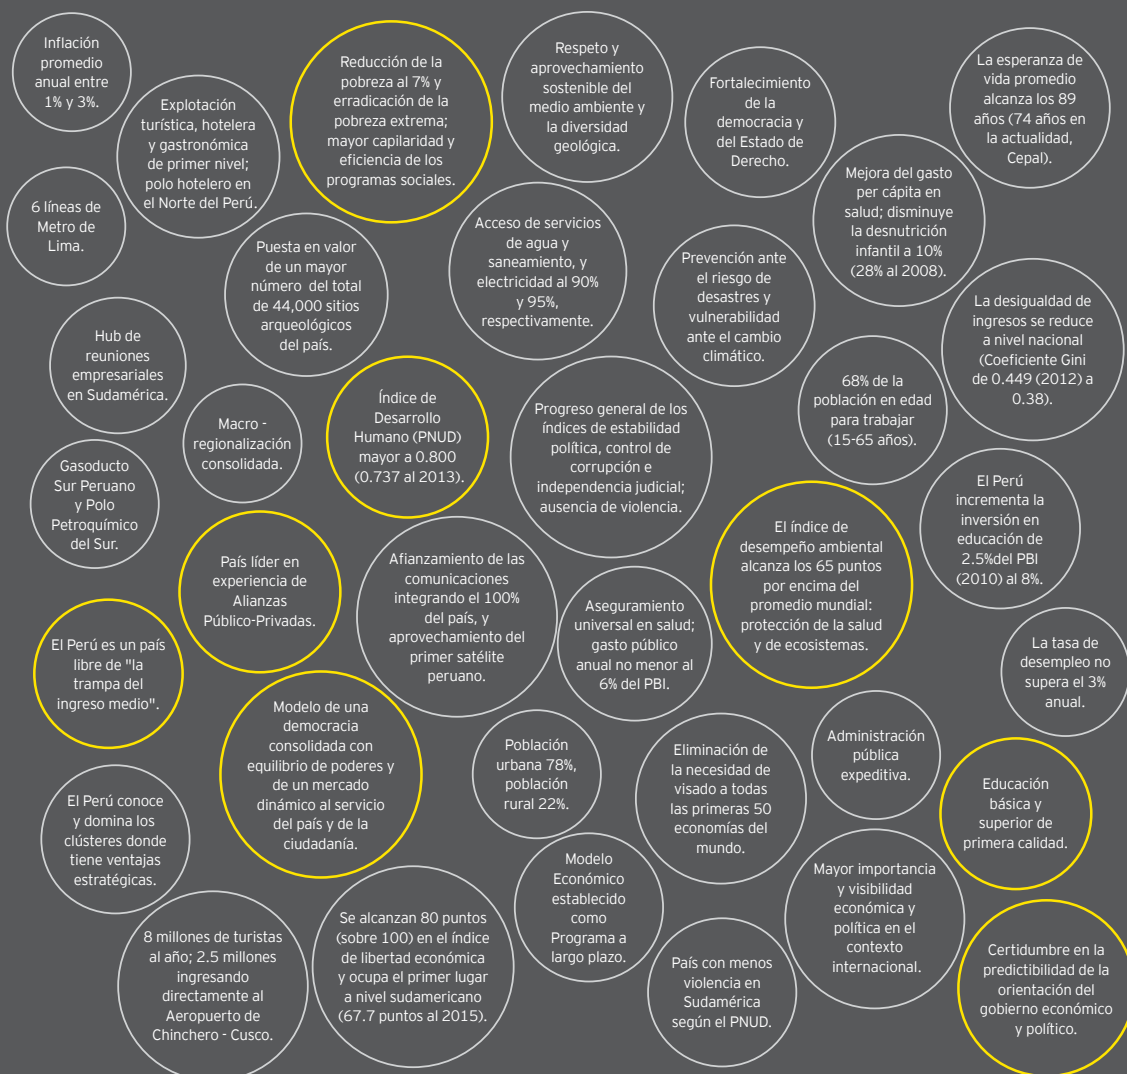 Inflación
promedio
anual entre
1% y 3%.
Explotación
turística, hotelera
y gastronómica
de primer nivel;
polo hotelero en
el Norte del Perú.
Reducción de la
pobreza al 7% y
erradicación de la
pobreza extrema;
mayor capilaridad y
eficiencia de los
programas sociales.
Respeto y
aprovechamiento
sostenible del
medio ambiente y
la diversidad
geológica.
Fortalecimiento
de la
democracia y
del Estado de
Derecho.
La esperanza de
vida promedio
alcanza los 89
años (74 años en
la actualidad,
Cepal).
6 líneas de
Metro de
Lima.
Puesta en valor
de un mayor
número  del total
de 44,000 sitios
arqueológicos
del país.
Acceso de servicios
de agua y
saneamiento, y
electricidad al 90%
y 95%,
respectivamente.
Prevención ante
el riesgo de
desastres y
vulnerabilidad
ante el cambio
climático.
Mejora del gasto
per cápita en
salud; disminuye
la desnutrición
infantil a 10%
(28% al 2008).
La desigualdad de
ingresos se reduce
a nivel nacional
(Coeficiente Gini
de 0.449 (2012) a
0.38).
Hub de
reuniones
empresariales
en Sudamérica.
Macro -
regionalización
consolidada.
Índice de
Desarrollo
Humano (PNUD)
mayor a 0.800
(0.737 al 2013).
Progreso general de los
índices de estabilidad
política, control de
corrupción e
independencia judicial;
ausencia de violencia.
68% de la
población en edad
para trabajar
(15-65 años).
Gasoducto
Sur Peruano
y Polo
Petroquímico
del Sur.
País líder en
experiencia de
Alianzas
Público-Privadas.
Afianzamiento de las
comunicaciones
integrando el 100%
del país, y
aprovechamiento del
primer satélite
peruano.
Aseguramiento
universal en salud;
gasto público
anual no menor al
6% del PBI.
El índice de
desempeño ambiental
alcanza los 65 puntos
por encima del
promedio mundial:
protección de la salud
y de ecosistemas.
El Perú
incrementa la
inversión en
educación de
2.5%del PBI
(2010) al 8%.
El Perú es un país
libre de "la
trampa del
ingreso medio".
Modelo de una
democracia
consolidada con
equilibrio de poderes y
de un mercado
dinámico al servicio
del país y de la
ciudadanía.
Población
urbana 78%,
población
rural 22%.
Eliminación de
la necesidad de
visado a todas
las primeras 50
economías del
mundo.
Administración
pública
expeditiva.
La tasa de
desempleo no
supera el 3%
anual.
El Perú conoce
y domina los
clústeres donde
tiene ventajas
estratégicas.
Modelo
Económico
establecido
como
Programa a
largo plazo.
Mayor importancia
y visibilidad
económica y
política en el
contexto
internacional.
Educación
básica y
superior de
primera calidad.
8 millones de turistas
al año; 2.5 millones
ingresando
directamente al
Aeropuerto de
Chinchero - Cusco.
Se alcanzan 80 puntos
(sobre 100) en el índice
de libertad económica
y ocupa el primer lugar
a nivel sudamericano
(67.7 puntos al 2015).
País con menos
violencia en
Sudamérica
según el PNUD.
Certidumbre en la
predictibilidad de la
orientación del
gobierno económico
y político.